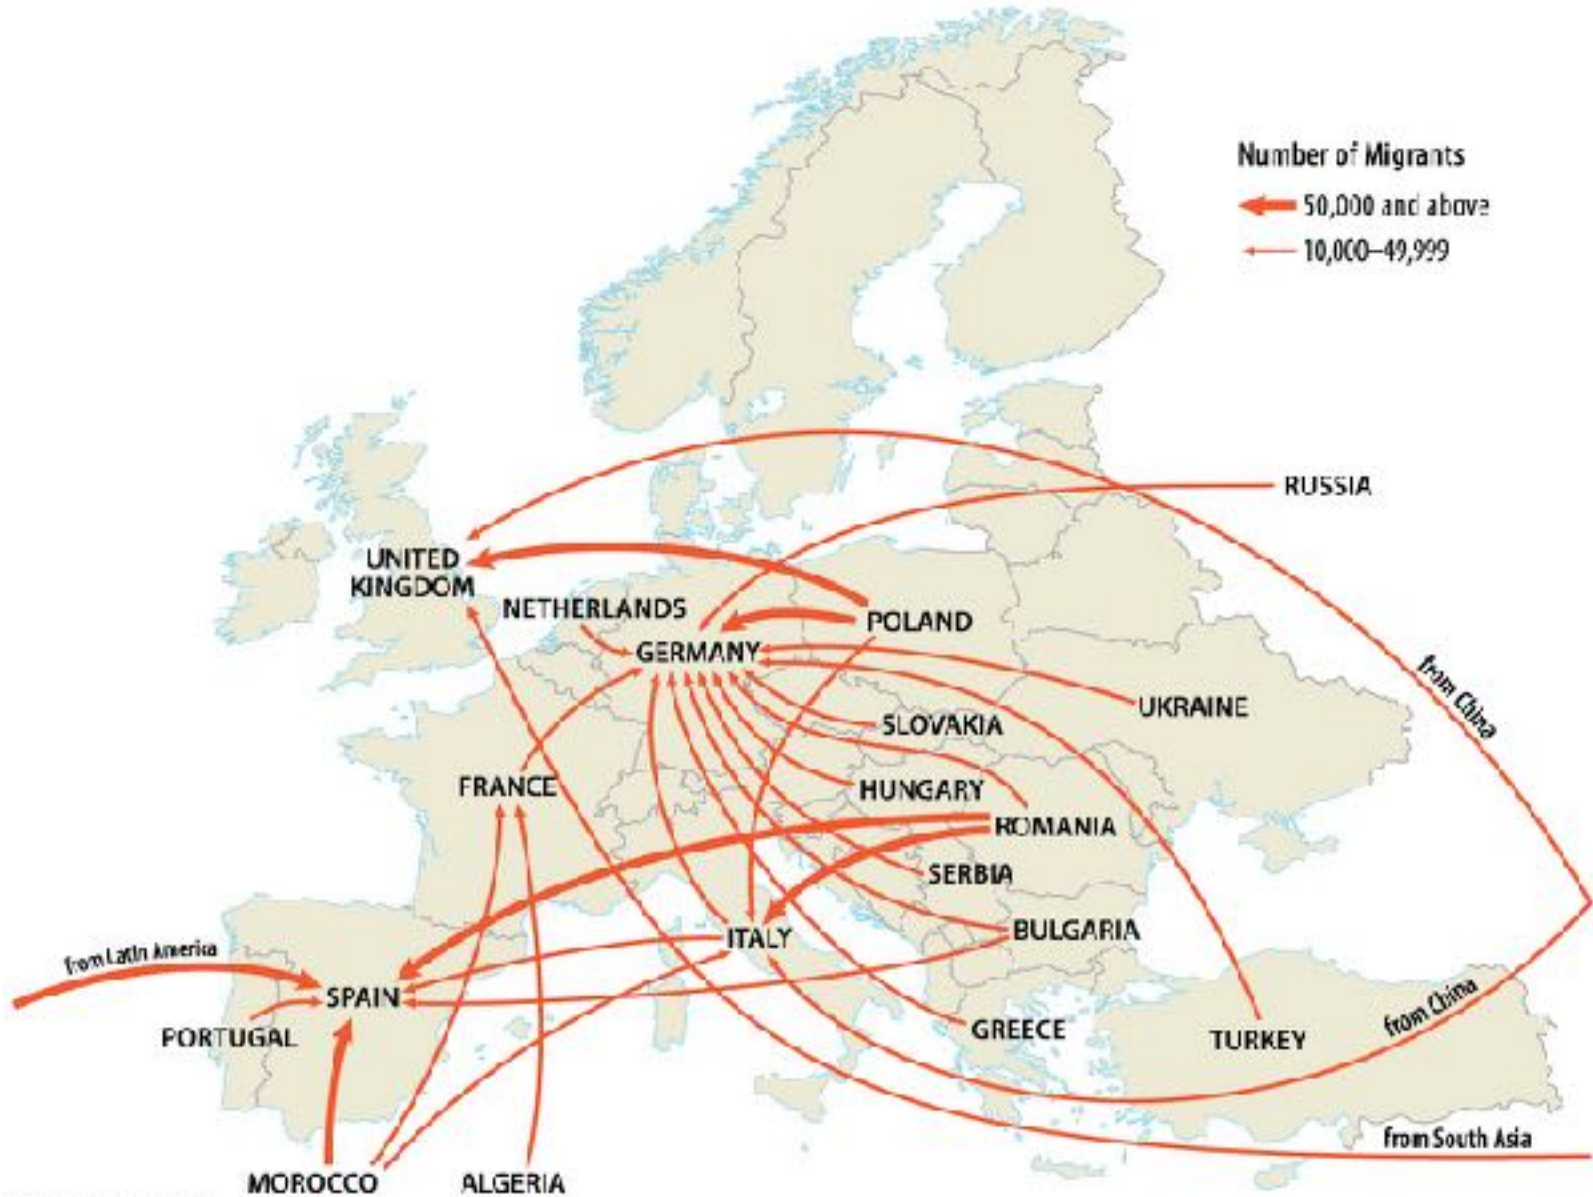 Number of Migrants
50,000 and above
10,000–49,999
RUSSIA
UNITED
KINGDOM
NETHERLANDS
POLAND
GERMANY
from China
UKRAINE
SLOVAKIA
FRANCE
HUNGARY
ROMANIA
SERBIA
BULGARIA
ITALY
from Latin America
SPAIN
from China
PORTUGAL
GREECE
TURKEY
from South Asia
MOROCCO
ALGERIA